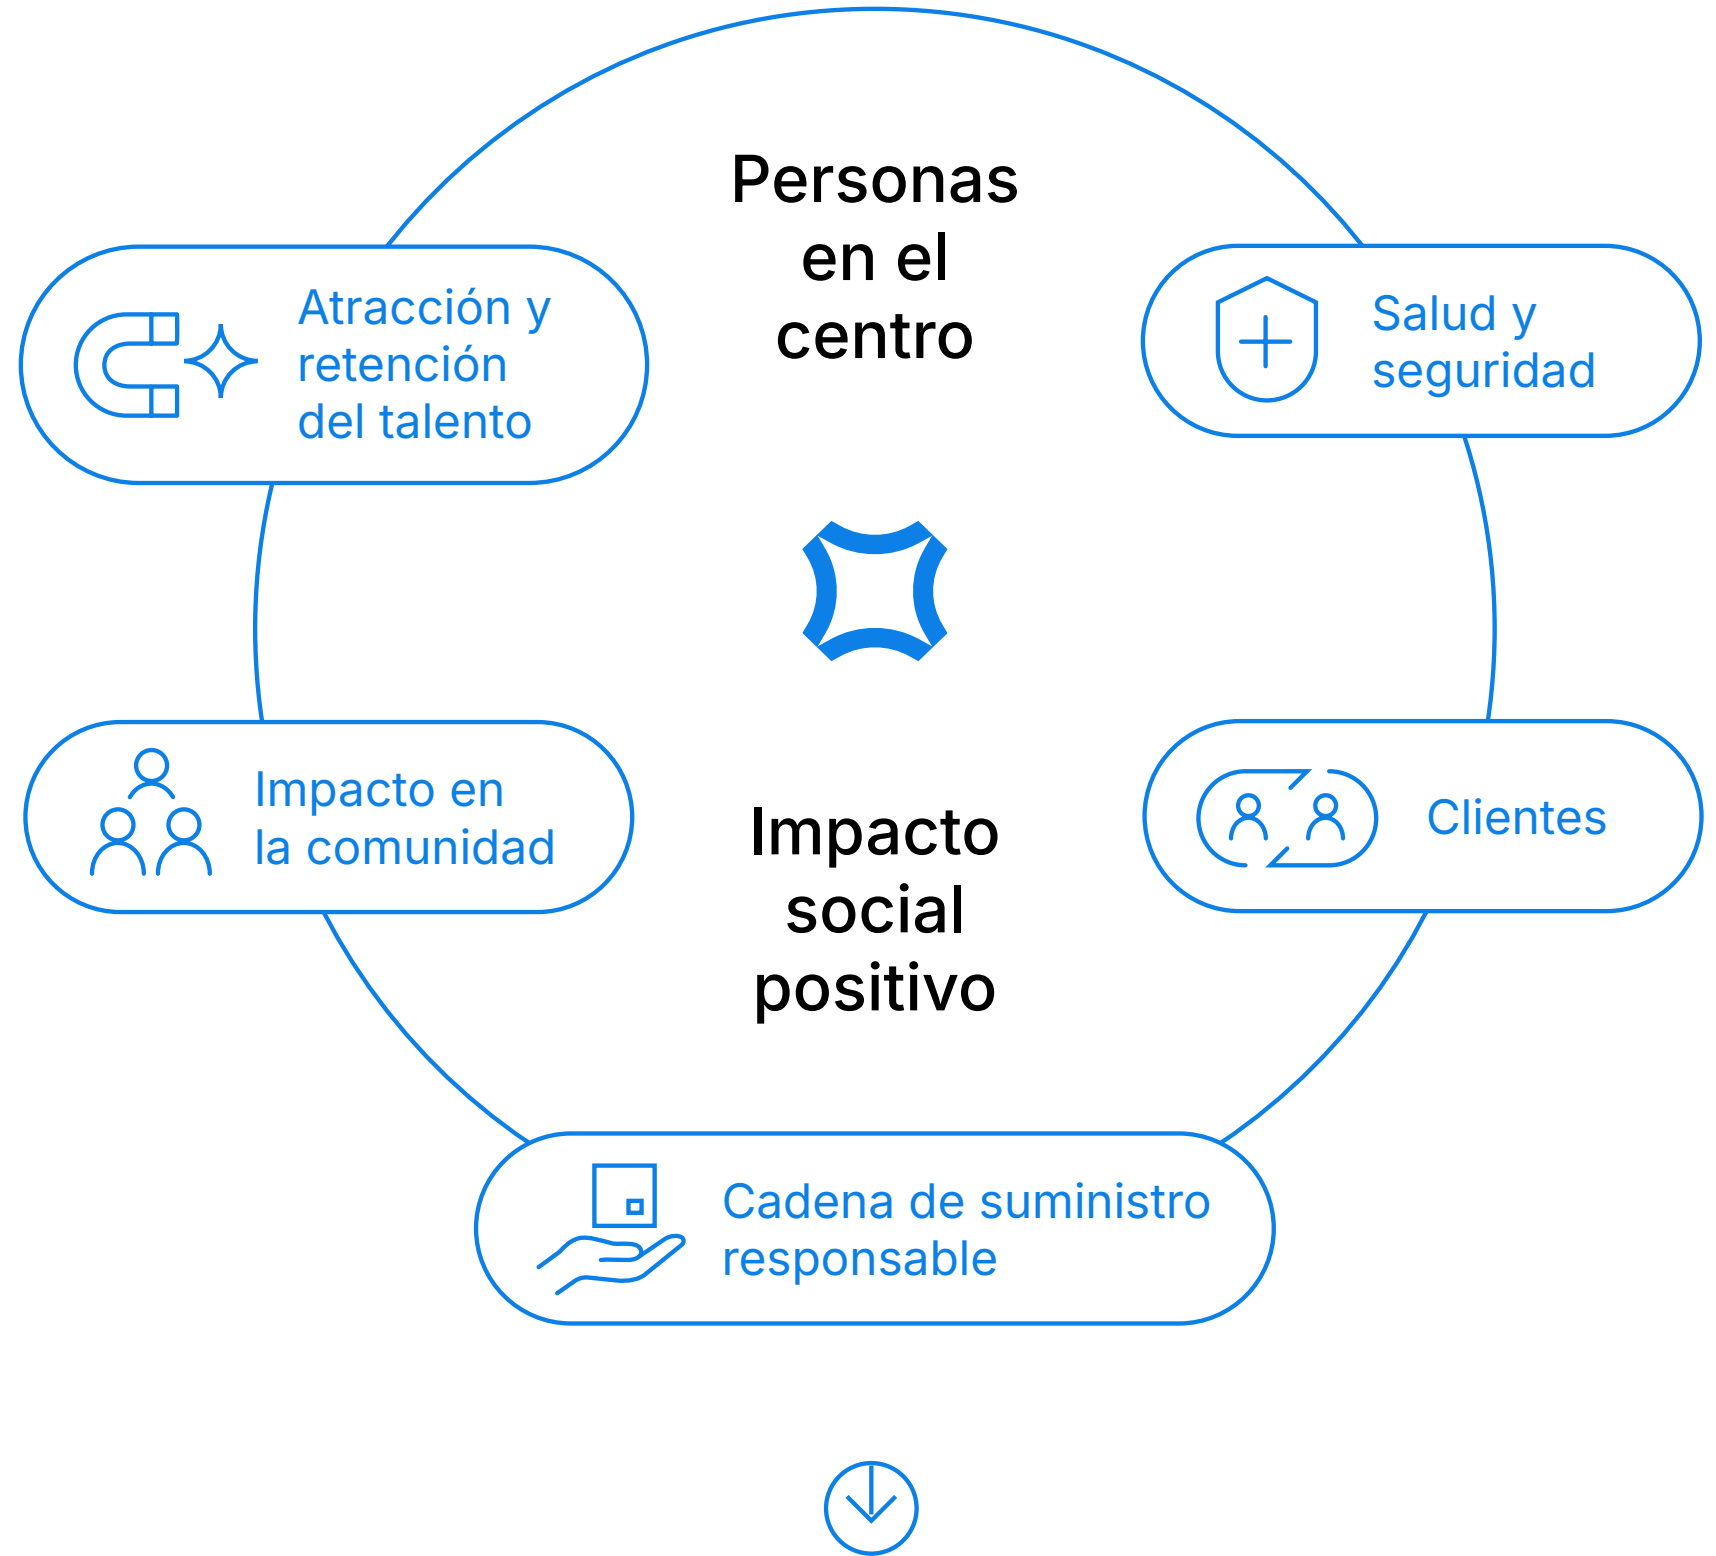 Personas
en el
centro
Atracción y
retención
del talento
Salud y
seguridad
Impacto en
la comunidad
Impacto
social
positivo
Clientes
Cadena de suministro
responsable